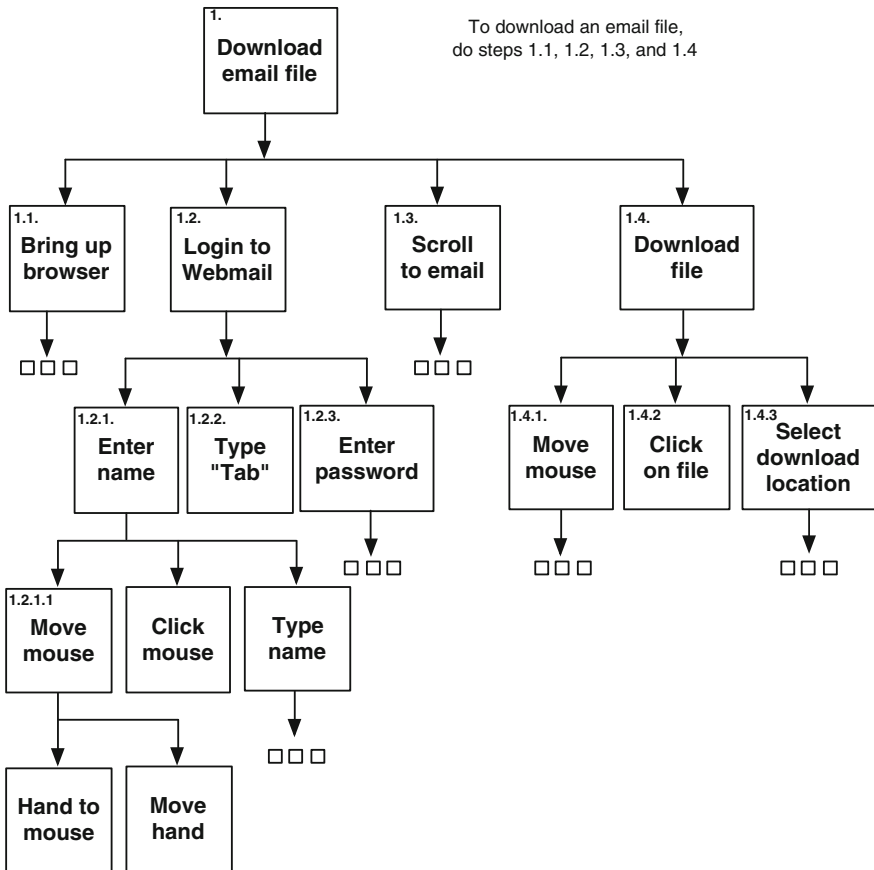 1.
Download
email file
To download an email file,
do steps 1.1, 1.2, 1.3, and 1.4
1.1.
Bring up
browser
1.2.
Login to
Webmail
1.3.
Scroll
to email
1.4.
Download
file
1.2.1.
Enter
name
1.2.2.
Type
"Tab"
1.2.3.
Enter
password
1.4.1.
Move
mouse
1.4.2
Click
on file
1.4.3
Select
download
location
1.2.1.1
Move
mouse
Click
mouse
Type
name
Hand to
mouse
Move
hand